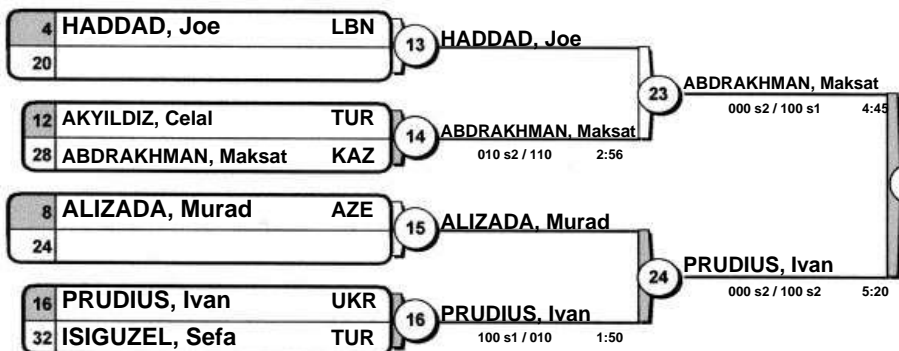 4 HADDAD, Joe LBN
20
13 HADDAD, Joe
12 AKYILDIZ, Celal TUR
28 ABDRAKHMAN, Maksat KAZ
14 ABDRAKHMAN, Maksat
010 s2 / 110 2:56
23 ABDRAKHMAN, Maksat
000 s2 / 100 s1 4:45
8 ALIZADA, Murad AZE
24
15 ALIZADA, Murad
16 PRUDIUS, Ivan UKR
32 ISIGUZEL, Sefa TUR
16 PRUDIUS, Ivan
100 s1 / 010 1:50
24 PRUDIUS, Ivan
000 s2 / 100 s2 5:20